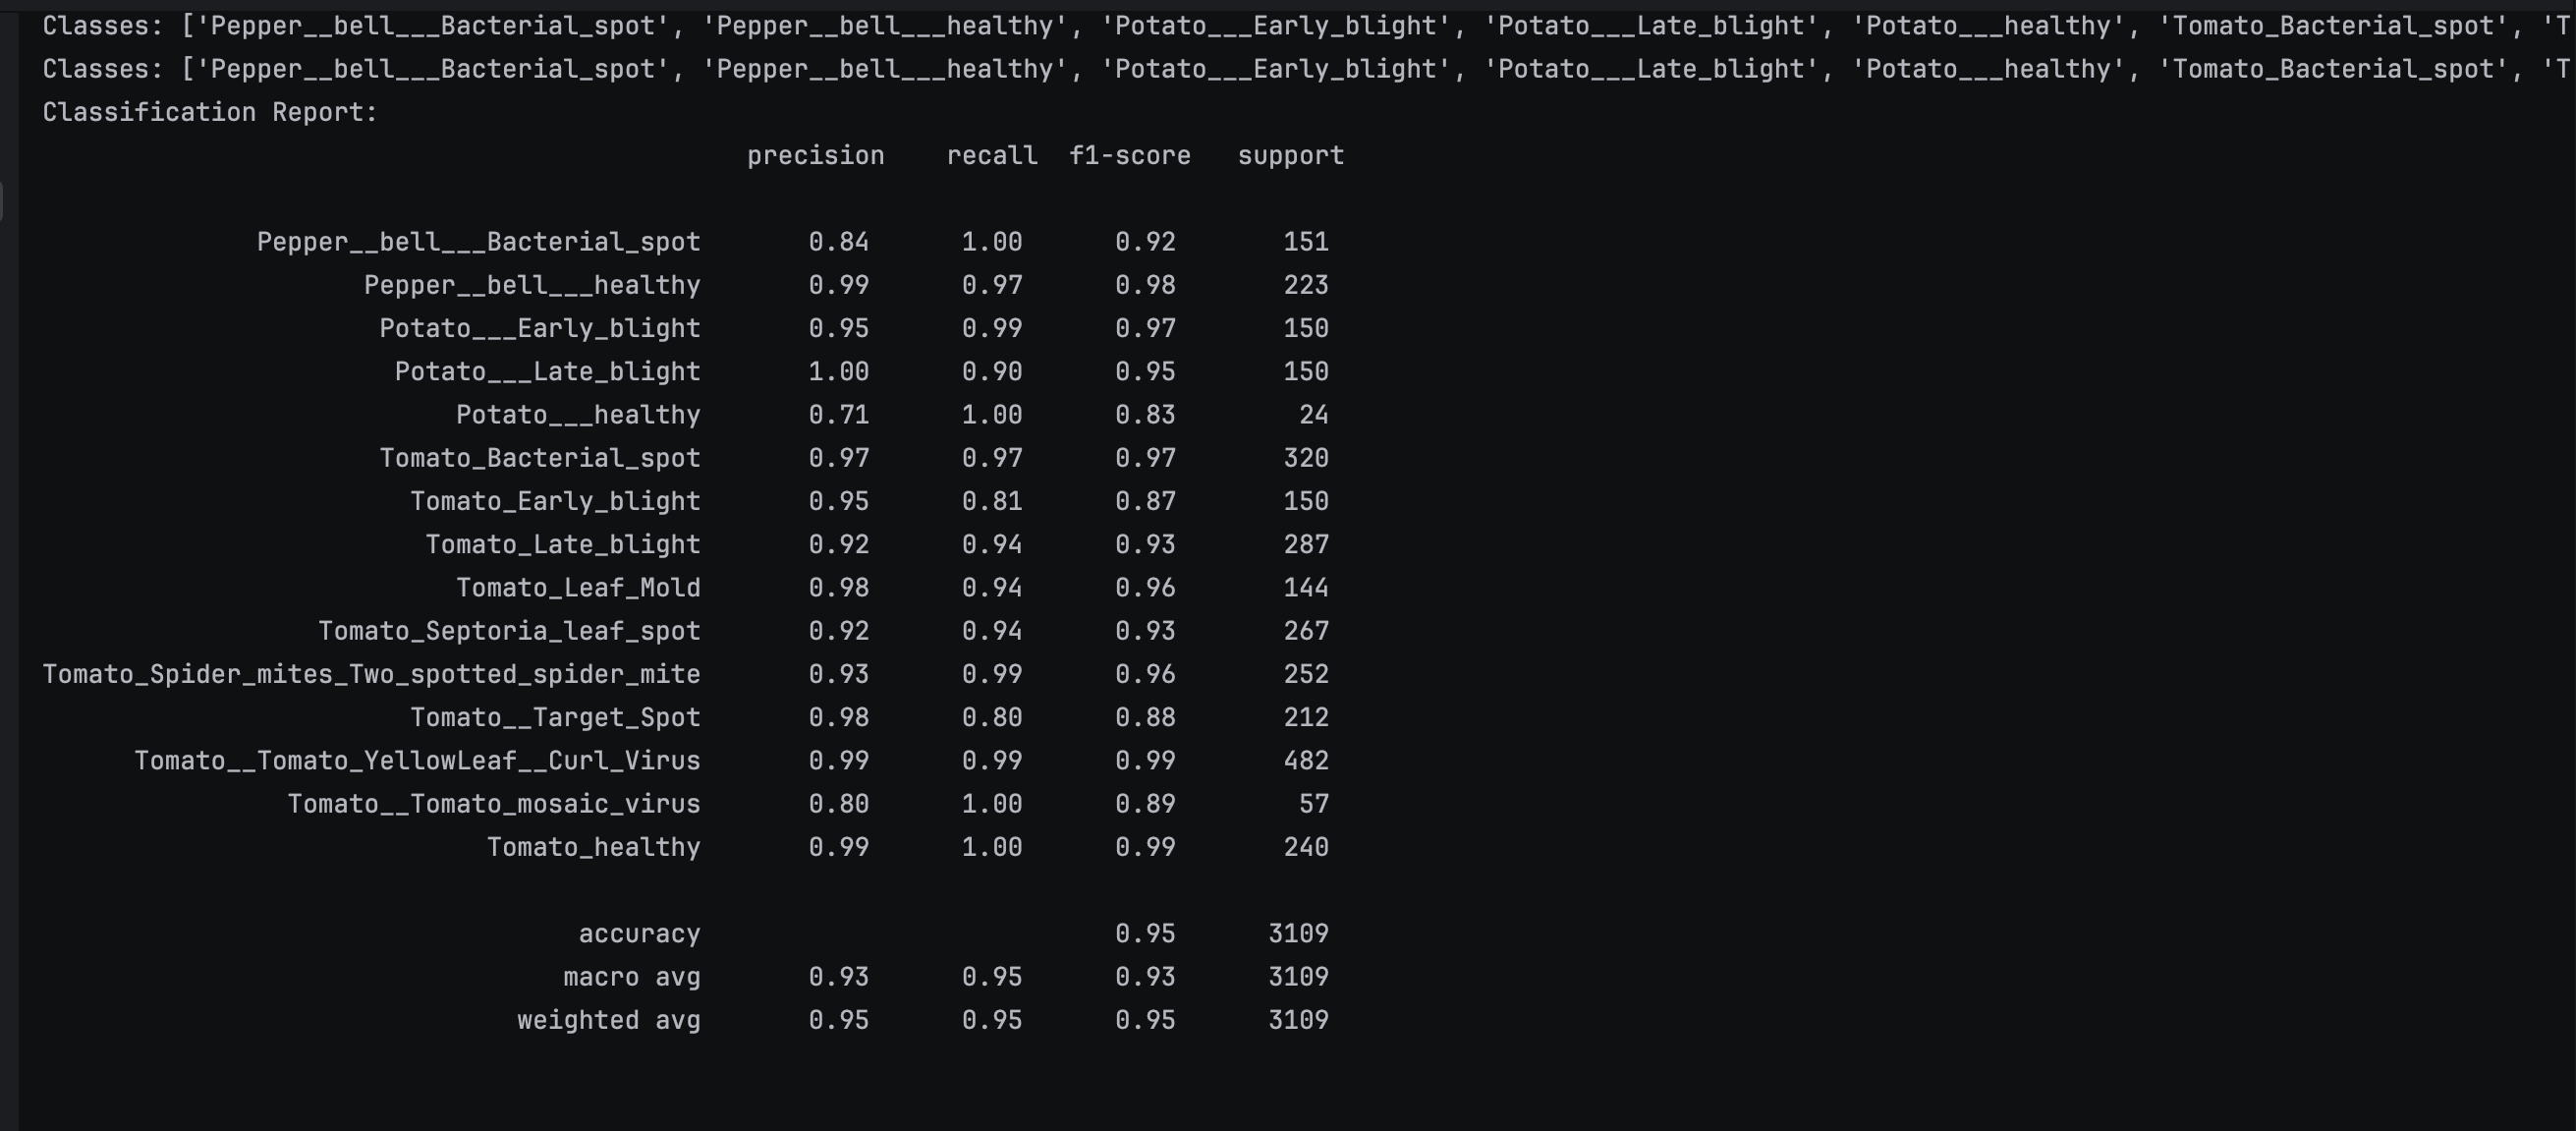 Classes: ['Pepper__bell___Bacterial_spot', 'Pepper__bell___healthy', 'Potato___Early_blight', 'Potato___Late_blight', 'Potato___healthy', 'Tomato_Bacterial_spot', 'T
Classes: ['Pepper__bell___Bacterial_spot', 'Pepper__bell___healthy', 'Potato___Early_blight', 'Potato___Late_blight', 'Potato___healthy', 'Tomato_Bacterial_spot', 'T
Classification Report:
precision recall f1-score support
Pepper__bell___Bacterial_spot 0.84 1.00 0.92 151
Pepper__bell___healthy 0.99 0.97 0.98 223
Potato___Early_blight 0.95 0.99 0.97 150
Potato___Late_blight 1.00 0.90 0.95 150
Potato___healthy 0.71 1.00 0.83 24
Tomato_Bacterial_spot 0.97 0.97 0.97 320
Tomato_Early_blight 0.95 0.81 0.87 150
Tomato_Late_blight 0.92 0.94 0.93 287
Tomato_Leaf_Mold 0.98 0.94 0.96 144
Tomato_Septoria_leaf_spot 0.92 0.94 0.93 267
Tomato_Spider_mites_Two_spotted_spider_mite 0.93 0.99 0.96 252
Tomato__Target_Spot 0.98 0.80 0.88 212
Tomato__Tomato_YellowLeaf__Curl_Virus 0.99 0.99 0.99 482
Tomato__Tomato_mosaic_virus 0.80 1.00 0.89 57
Tomato_healthy 0.99 1.00 0.99 240
accuracy 0.95 3109
macro avg 0.93 0.95 0.93 3109
weighted avg 0.95 0.95 0.95 3109